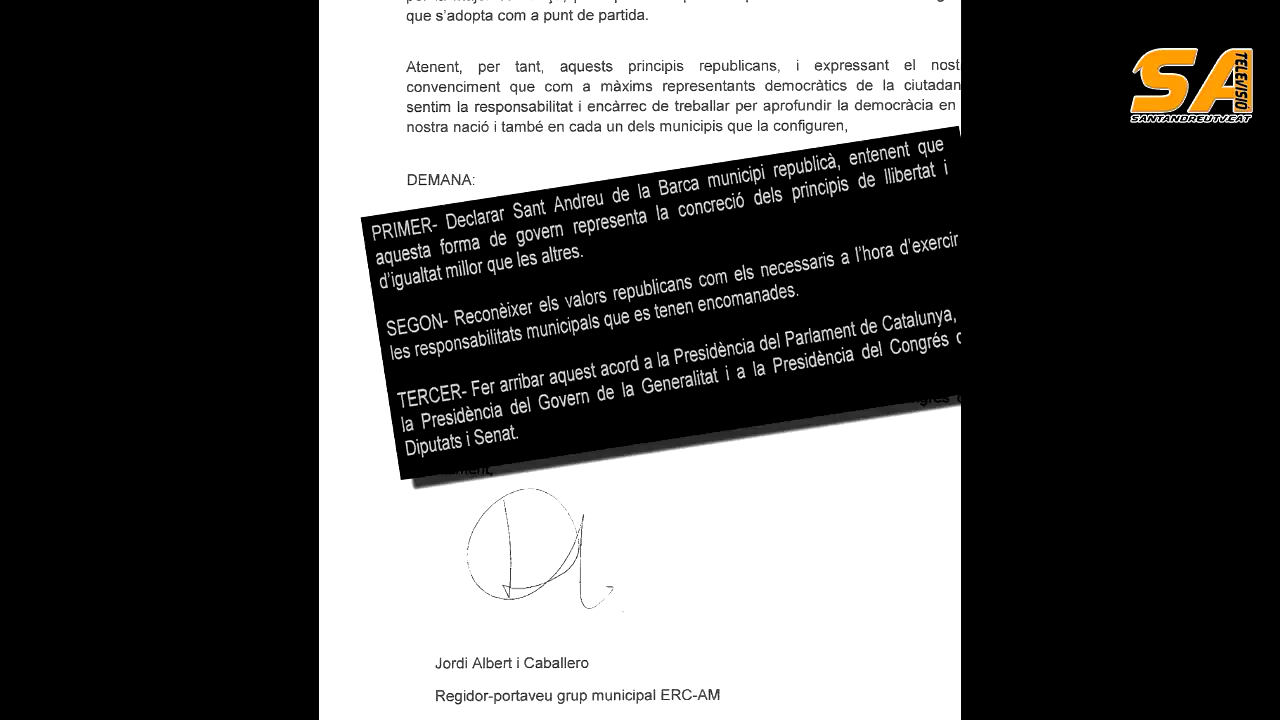 que s'adopta com a punt de partida.
Atenent, per tant, aquests principis republicans, i expressant el nost
convenciment que com a màxims representants democràtics de la ciutadan
sentim la responsabilitat i encàrrec de treballar per aprofundir la democràcia en
nostra nació i també en cada un dels municipis que la configuren,
DEMANA:
PRIMER- Declarar Sant Andreu de la Barca municipi republicà, entenent que
aquesta forma de govern representa la concreció dels principis de llibertat i
d'igualtat millor que les altres.
SEGON- Reconèixer els valors republicans com els necessaris a l'hora d'exercir
les responsabilitats municipals que es tenen encomanades.
TERCER- Fer arribar aquest acord a la Presidència del Parlament de Catalunya,
la Presidència del Govern de la Generalitat i a la Presidència del Congrés
Diputats i Senat.
Jordi Albert i Caballero
Regidor-portaveu grup municipal ERC-AM
SA
TELEVISIÓ
SANTANDREUTV.CAT